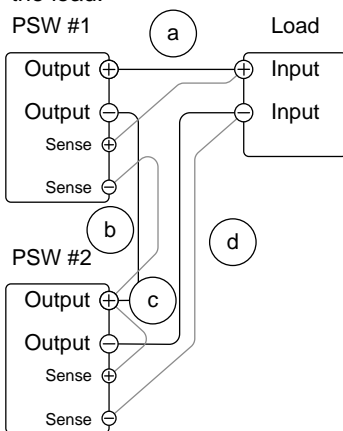 the load.
PSW #1
a
Load
Output +
+ Input
Output −
− Input
Sense +
Sense −
b
d
PSW #2
Output +
c
Output −
Sense +
Sense −